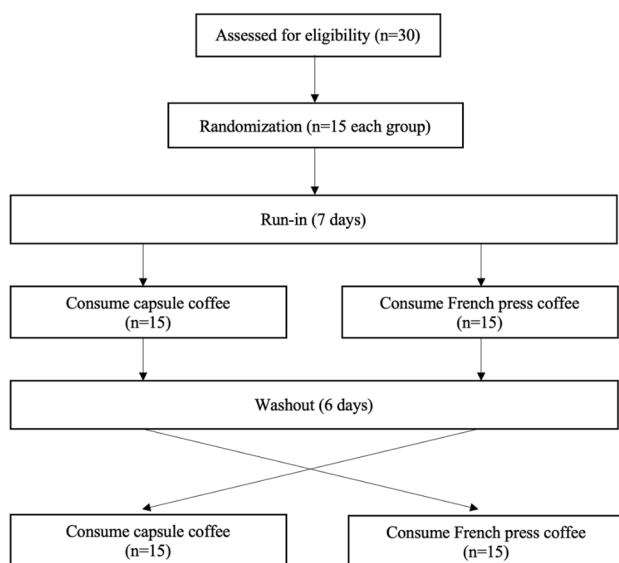 Assessed for eligibility (n=30)
Randomization (n=15 each group)
Run-in (7 days)
Consume capsule coffee
(n=15)
Consume French press coffee
(n=15)
Washout (6 days)
Consume capsule coffee
(n=15)
Consume French press coffee
(n=15)